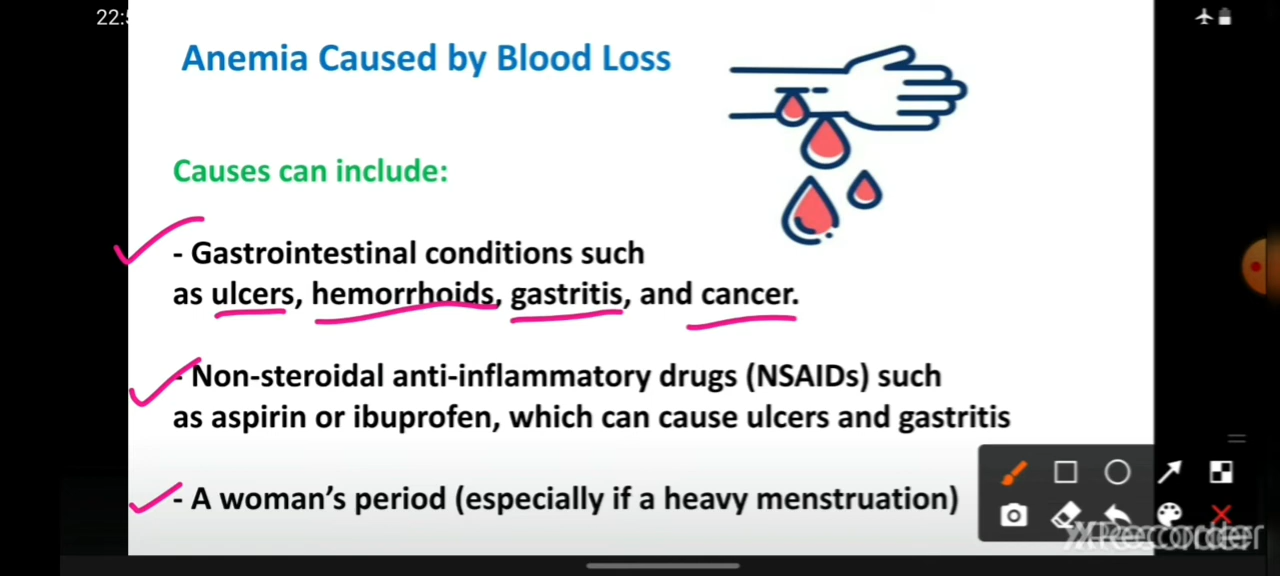 Anemia Caused by Blood Loss
Causes can include:
- Gastrointestinal conditions such
as ulcers, hemorrhoids, gastritis, and cancer.
- Non-steroidal anti-inflammatory drugs (NSAIDs) such
as aspirin or ibuprofen, which can cause ulcers and gastritis
- A woman's period (especially if a heavy menstruation)
XRecorder